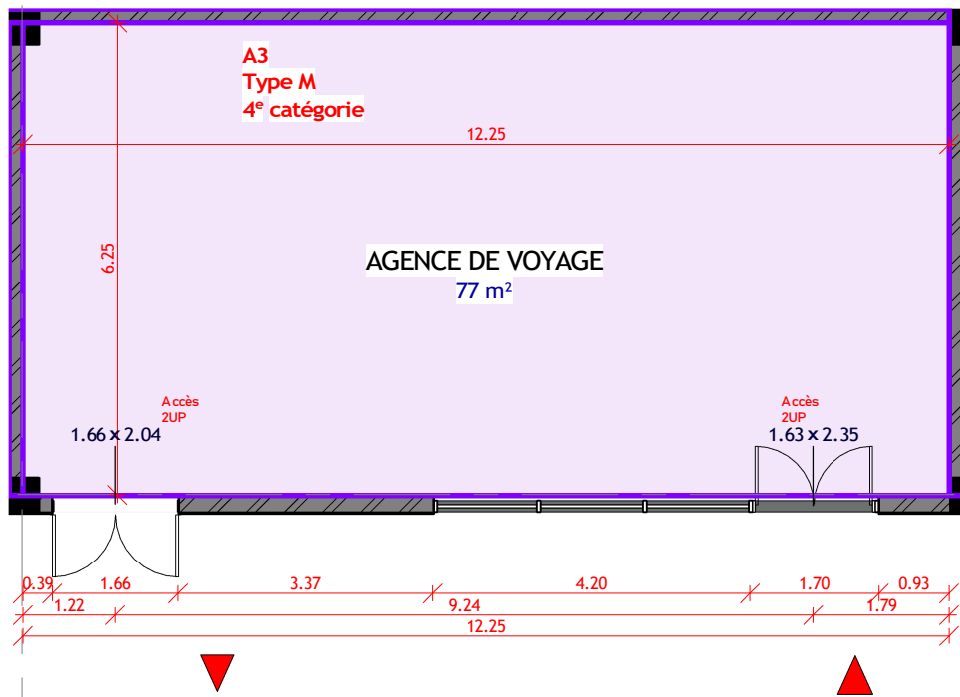 A3
Type M
4e catégorie
12.25
6.25
AGENCE DE VOYAGE
77 m²
Accès
2UP
1.66 x 2.04
Accès
2UP
1.63 x 2.35
0.39 1.66 3.37 4.20 1.70 0.93
1.22 9.24 1.79
12.25